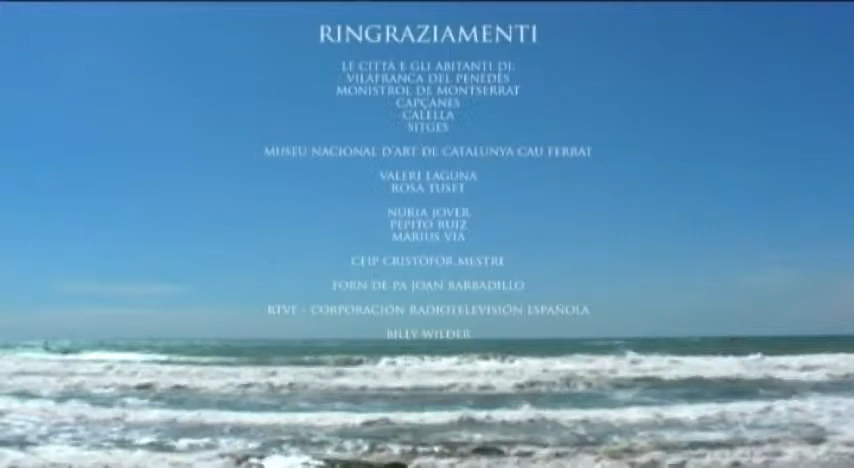 RINGRAZIAMENTI
LE CITTÀ E GLI ABITANTI DI:
VILAFRANCA DEL PENEDÈS
MONISTROL DE MONTSERRAT
CAPÇANES
CALELLA
SITGES
MUSEU NACIONAL D'ART DE CATALUNYA CAU FERRAT
VALERI LAGUNA
ROSA TUSET
NURIA JOVER
PEPITO RUIZ
MARIUS VIA
CEIP CRISTÒFOR MESTRE
FORN DE PA JOAN BARBADILLO
RTVE - CORPORACIÓN RADIOTELEVISIÓN ESPAÑOLA
BILLY WILDER